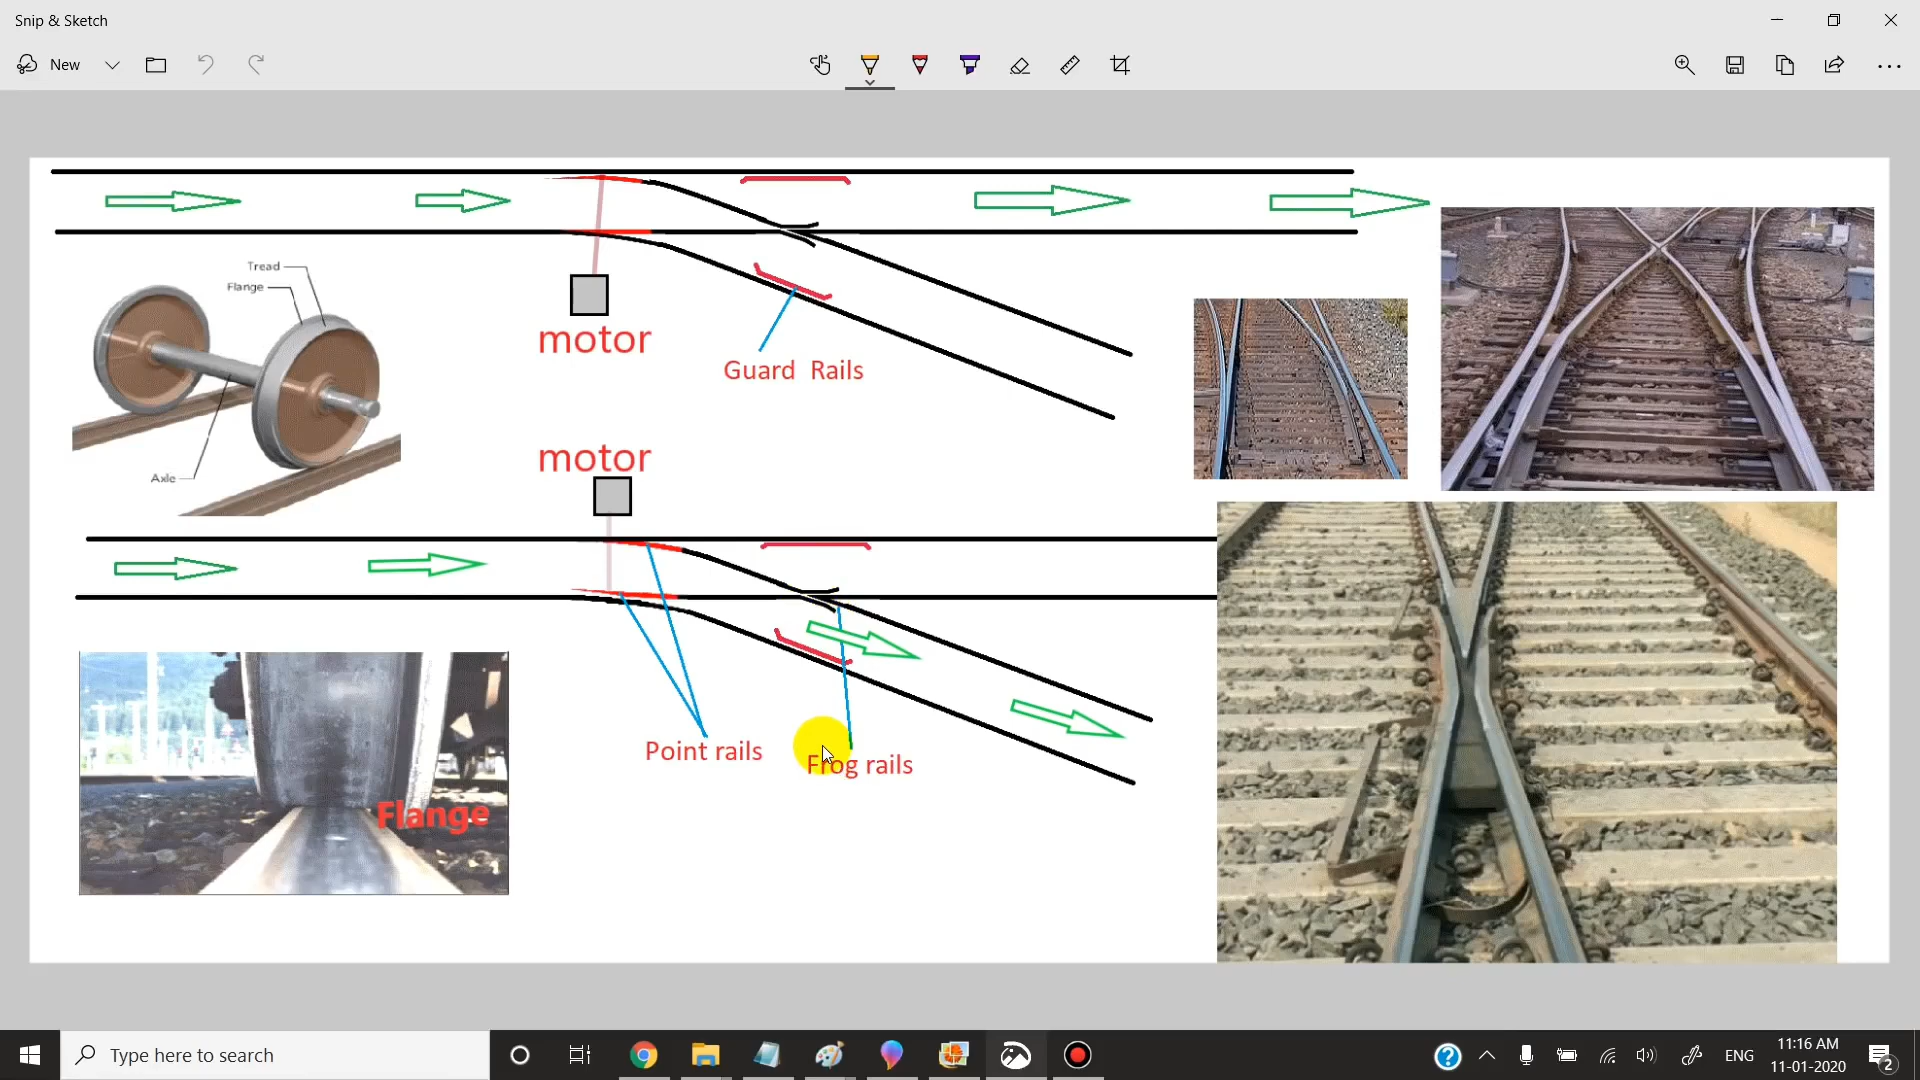 Snip & Sketch
New
Tread
Flange
Axle
motor
Guard Rails
motor
Point rails
Frog rails
Flange
Type here to search
ENG
11:16 AM
11-01-2020
2